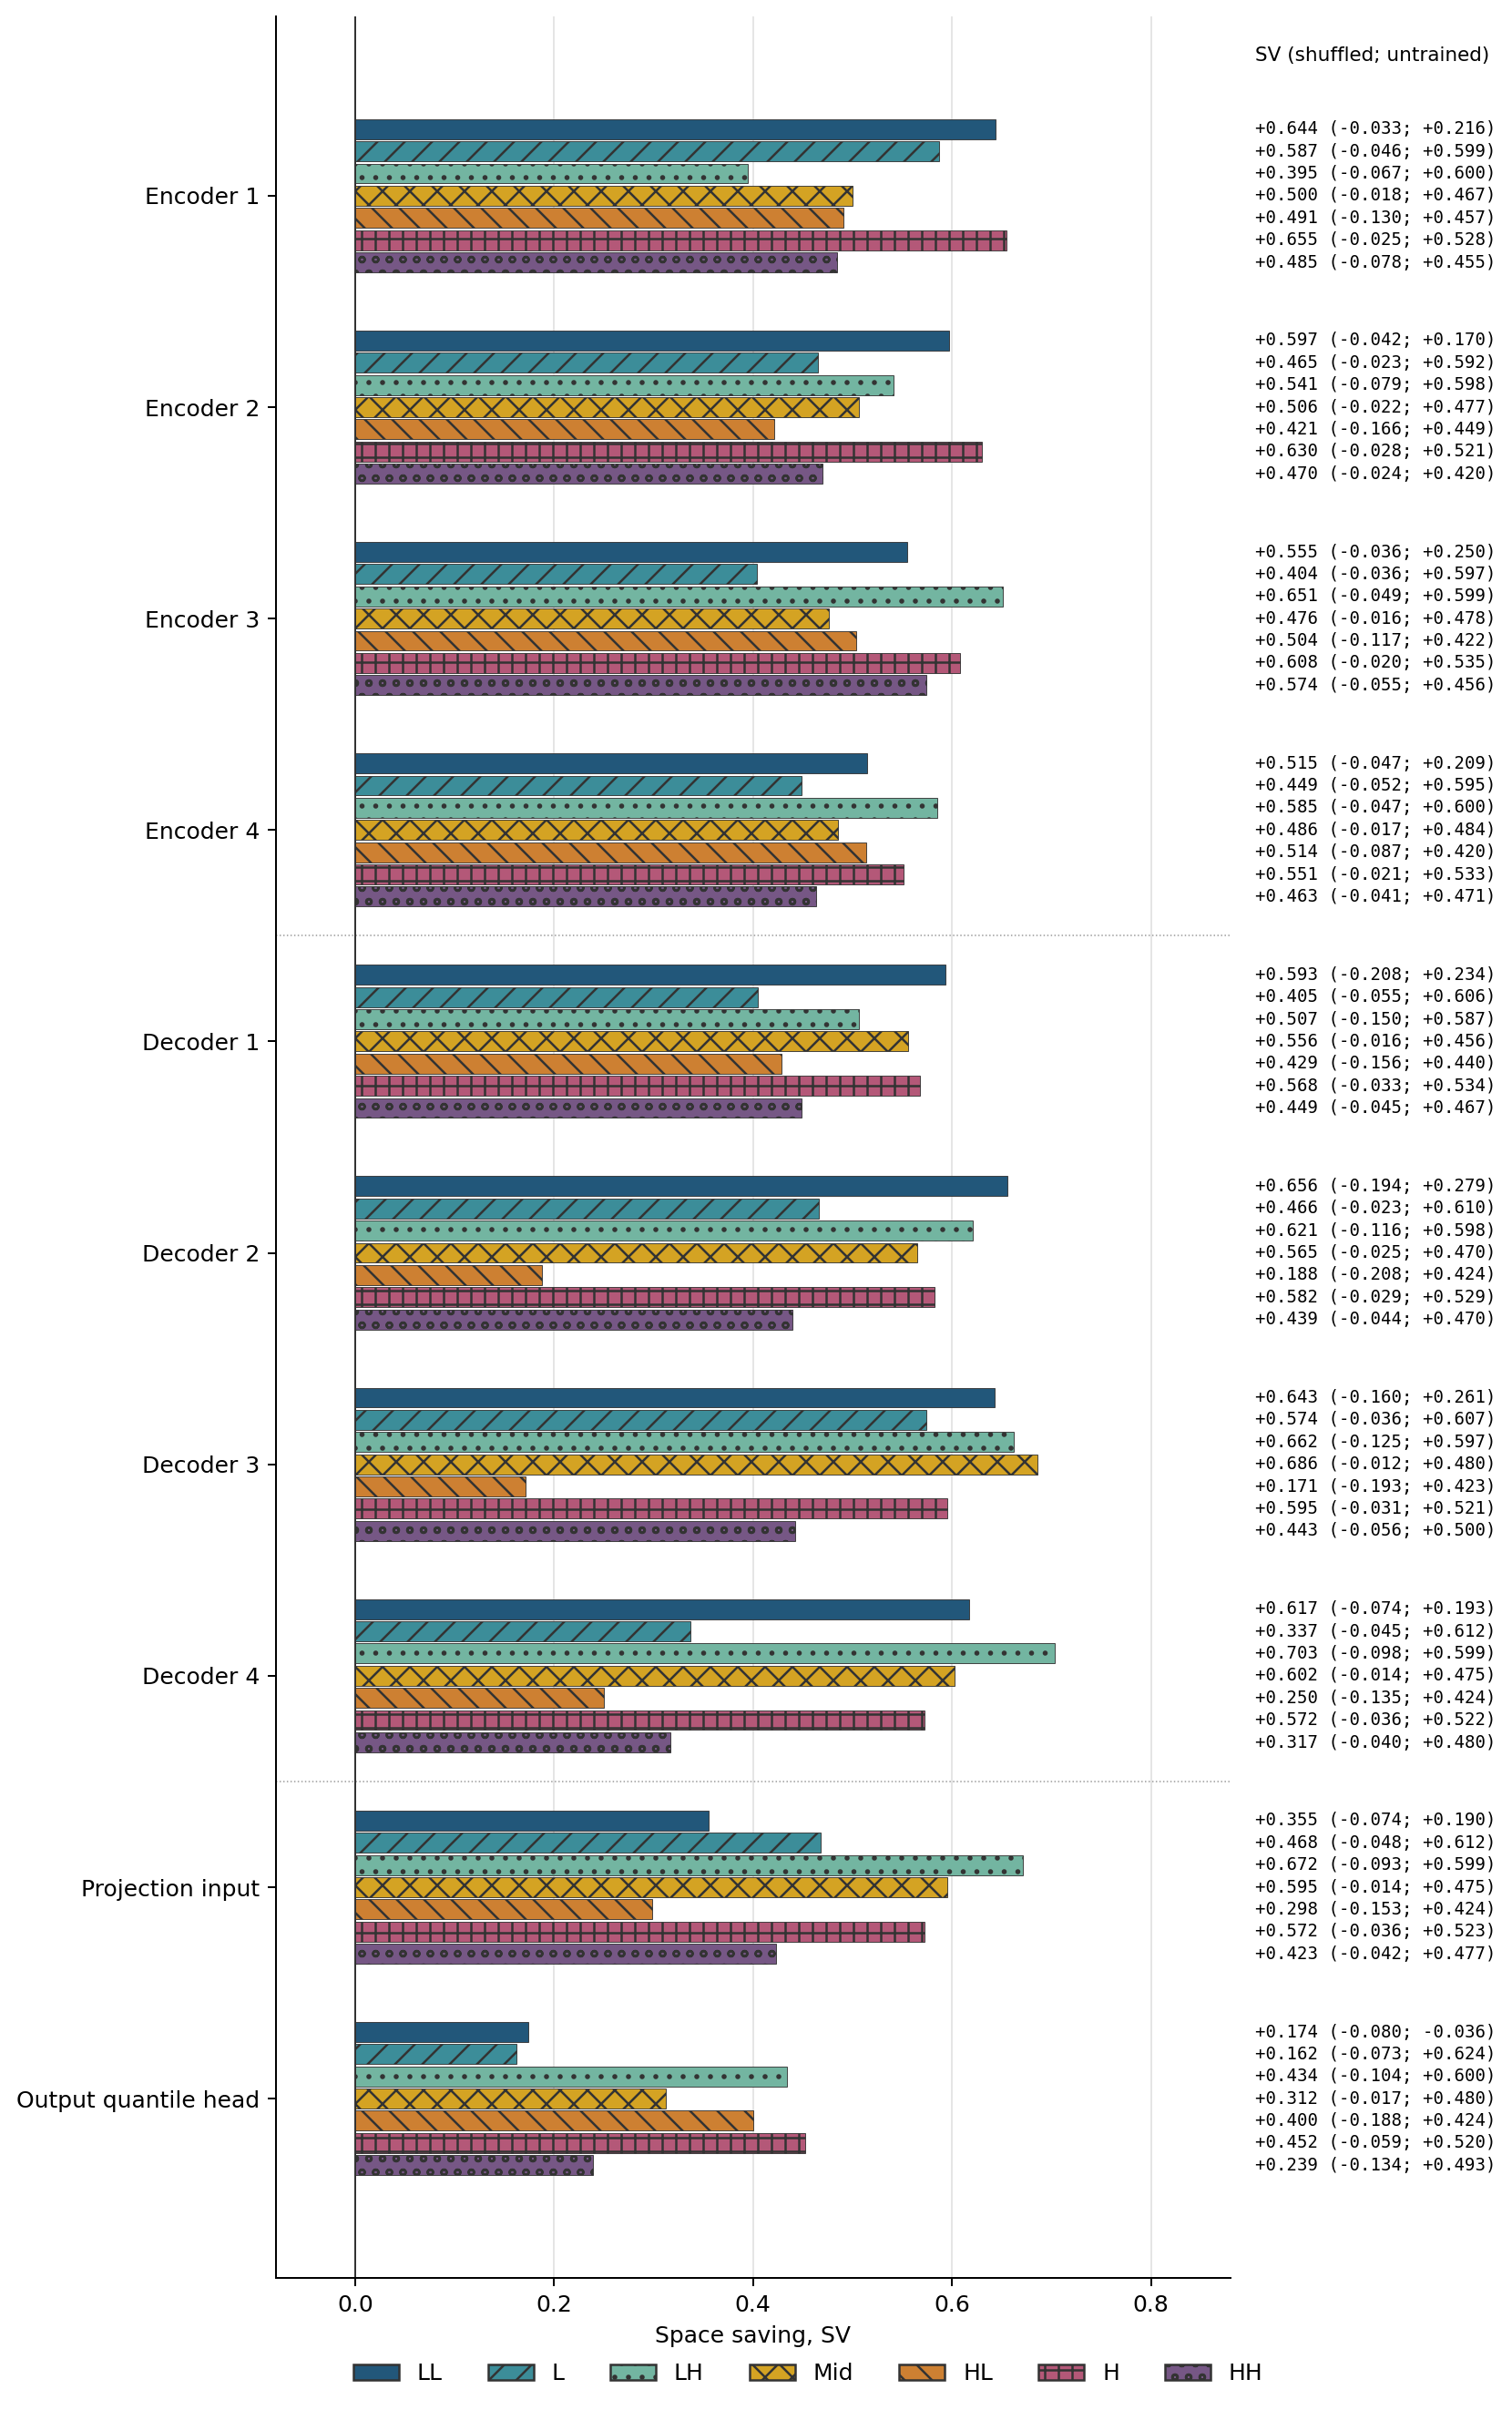 SV (shuffled; untrained)
Encoder 1
+0.644 (-0.033; +0.216)
+0.587 (-0.046; +0.599)
+0.395 (-0.067; +0.600)
+0.500 (-0.018; +0.467)
+0.491 (-0.130; +0.457)
+0.655 (-0.025; +0.528)
+0.485 (-0.078; +0.455)
Encoder 2
+0.597 (-0.042; +0.170)
+0.465 (-0.023; +0.592)
+0.541 (-0.079; +0.598)
+0.506 (-0.022; +0.477)
+0.421 (-0.166; +0.449)
+0.630 (-0.028; +0.521)
+0.470 (-0.024; +0.420)
Encoder 3
+0.555 (-0.036; +0.250)
+0.404 (-0.036; +0.597)
+0.651 (-0.049; +0.599)
+0.476 (-0.016; +0.478)
+0.504 (-0.117; +0.422)
+0.608 (-0.020; +0.535)
+0.574 (-0.055; +0.456)
Encoder 4
+0.515 (-0.047; +0.209)
+0.449 (-0.052; +0.595)
+0.585 (-0.047; +0.600)
+0.486 (-0.017; +0.484)
+0.514 (-0.087; +0.420)
+0.551 (-0.021; +0.533)
+0.463 (-0.041; +0.471)
Decoder 1
+0.593 (-0.208; +0.234)
+0.405 (-0.055; +0.606)
+0.507 (-0.150; +0.587)
+0.556 (-0.016; +0.456)
+0.429 (-0.156; +0.440)
+0.568 (-0.033; +0.534)
+0.449 (-0.045; +0.467)
Decoder 2
+0.656 (-0.194; +0.279)
+0.466 (-0.023; +0.610)
+0.621 (-0.116; +0.598)
+0.565 (-0.025; +0.470)
+0.188 (-0.208; +0.424)
+0.582 (-0.029; +0.529)
+0.439 (-0.044; +0.470)
Decoder 3
+0.643 (-0.160; +0.261)
+0.574 (-0.036; +0.607)
+0.662 (-0.125; +0.597)
+0.686 (-0.012; +0.480)
+0.171 (-0.193; +0.423)
+0.595 (-0.031; +0.521)
+0.443 (-0.056; +0.500)
Decoder 4
+0.617 (-0.074; +0.193)
+0.337 (-0.045; +0.612)
+0.703 (-0.098; +0.599)
+0.602 (-0.014; +0.475)
+0.250 (-0.135; +0.424)
+0.572 (-0.036; +0.522)
+0.317 (-0.040; +0.480)
Projection input
+0.355 (-0.074; +0.190)
+0.468 (-0.048; +0.612)
+0.672 (-0.093; +0.599)
+0.595 (-0.014; +0.475)
+0.298 (-0.153; +0.424)
+0.572 (-0.036; +0.523)
+0.423 (-0.042; +0.477)
Output quantile head
+0.174 (-0.080; -0.036)
+0.162 (-0.073; +0.624)
+0.434 (-0.104; +0.600)
+0.312 (-0.017; +0.480)
+0.400 (-0.188; +0.424)
+0.452 (-0.059; +0.520)
+0.239 (-0.134; +0.493)
0.0 0.2 0.4 0.6 0.8
Space saving, SV
LL L LH Mid HL H HH